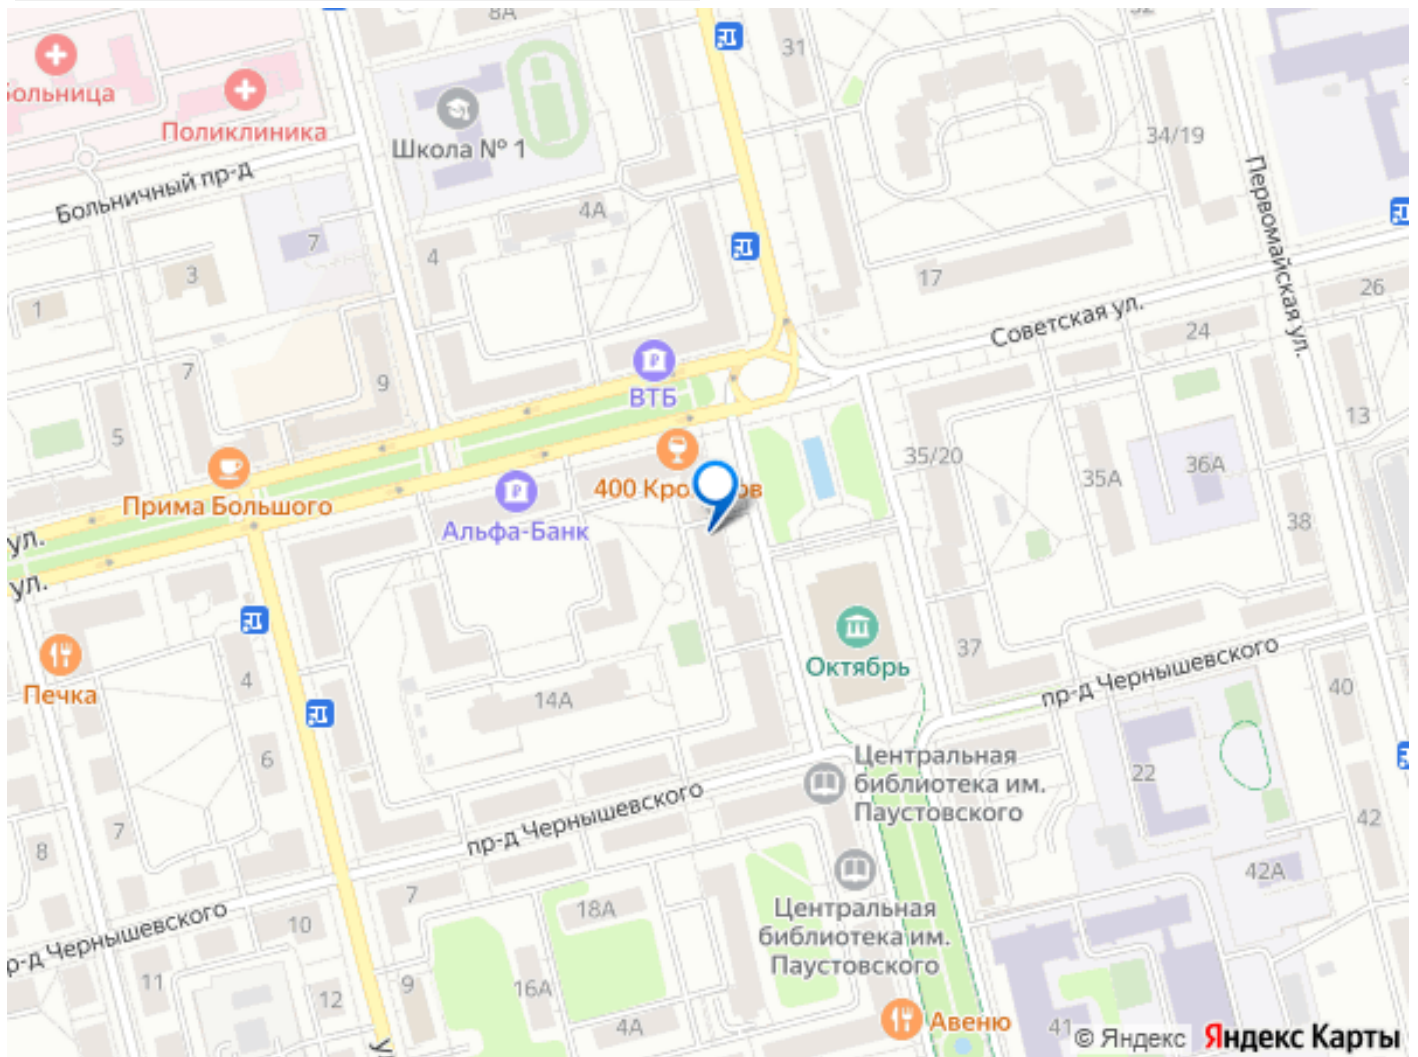 8А
31
32
Больница
Поликлиника
Школа № 1
34/19
Больничный пр-д
Первомайская ул.
4А
7
4
3
17
1
26
Советская ул.
24
7
9
ВТБ
13
5
35/20
36А
35А
Прима Большого
400 Кро
ов
Альфа-Банк
38
ул.
ул.
Октябрь
37
Печка
4
14А
пр-д Чернышевского
40
6
Центральная
библиотека им.
Паустовского
22
пр-д Чернышевского
7
8
42
42А
7
18А
Центральная
библиотека им.
Паустовского
10
р-д Чернышевского
11
12
9
16А
4А
Авеню
41
у
© Яндекс Яндекс Карты